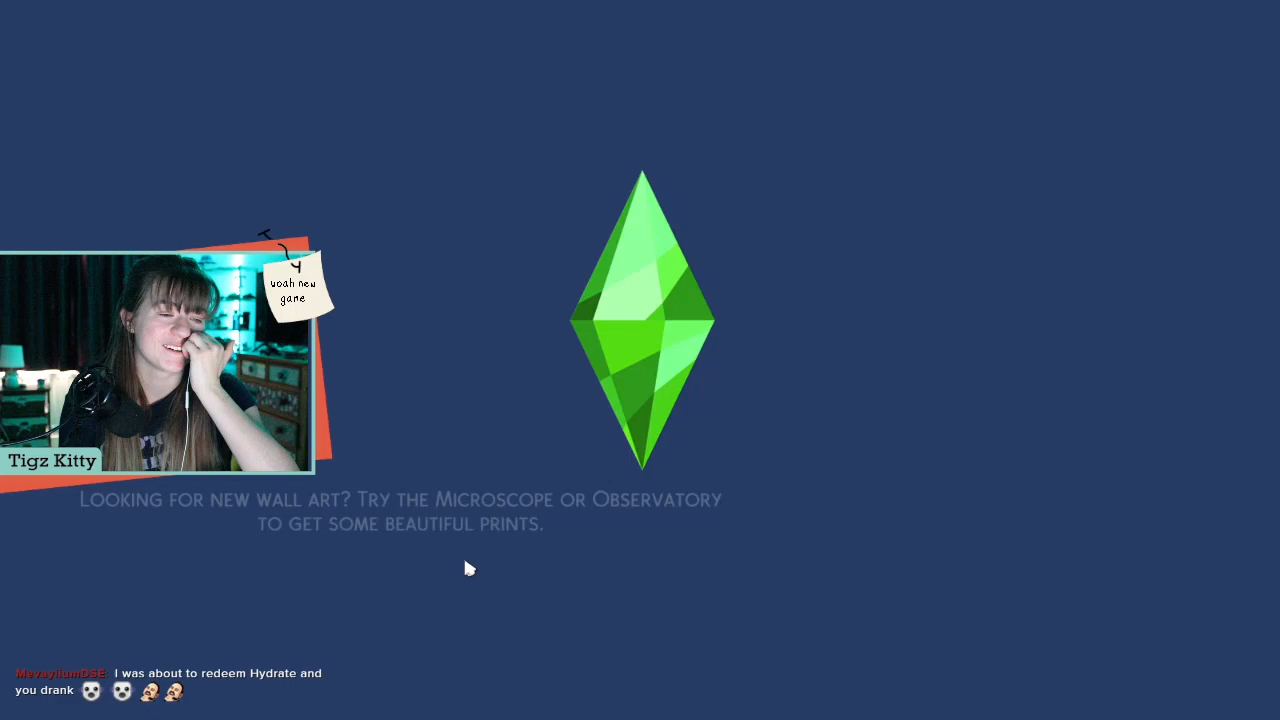 woah new
game
Tigz Kitty
Looking for new wall art? Try the Microscope or Observatory
to get some beautiful prints.
MevayliumDSE: I was about to redeem Hydrate and
you drank